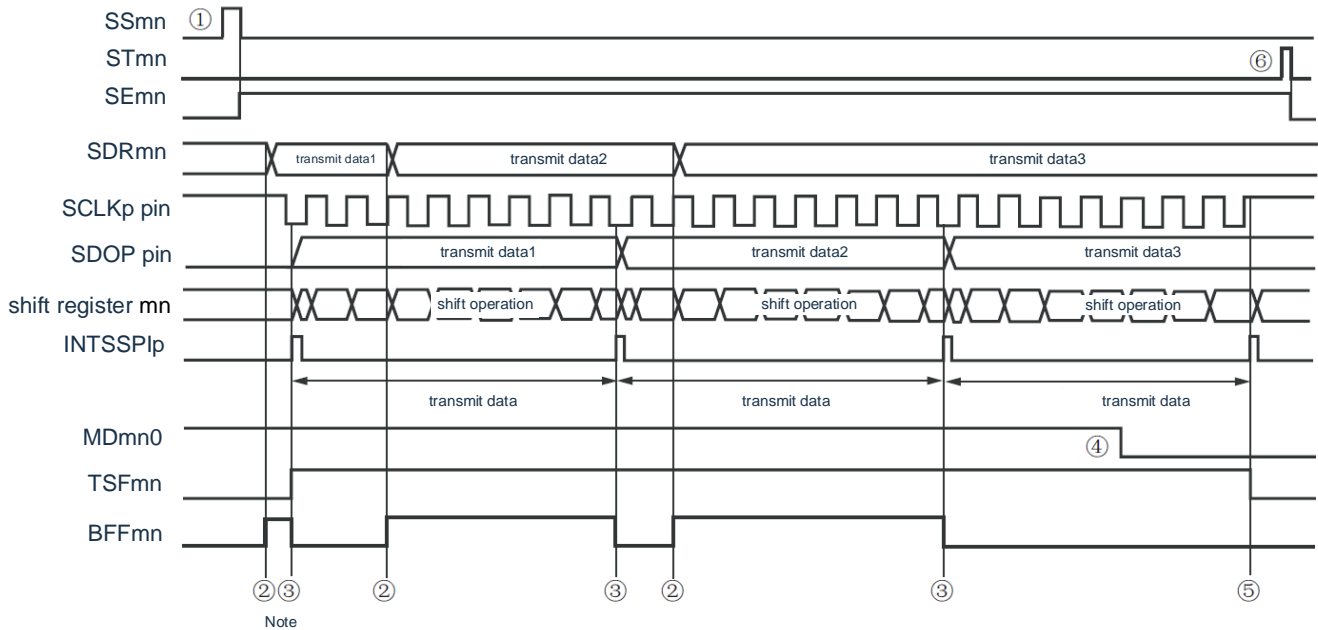 ① SSmn
STmn ⑥
SEmn
SDRmn transmit data1 transmit data2 transmit data3
SCLKp pin
SDOP pin transmit data1 transmit data2 transmit data3
shift register mn shift operation shift operation shift operation
INTSSPIp
transmit data transmit data transmit data
MDmn0 ④
TSFmn
BFFmn
②③ ② ③ ② ③ ⑤
Note